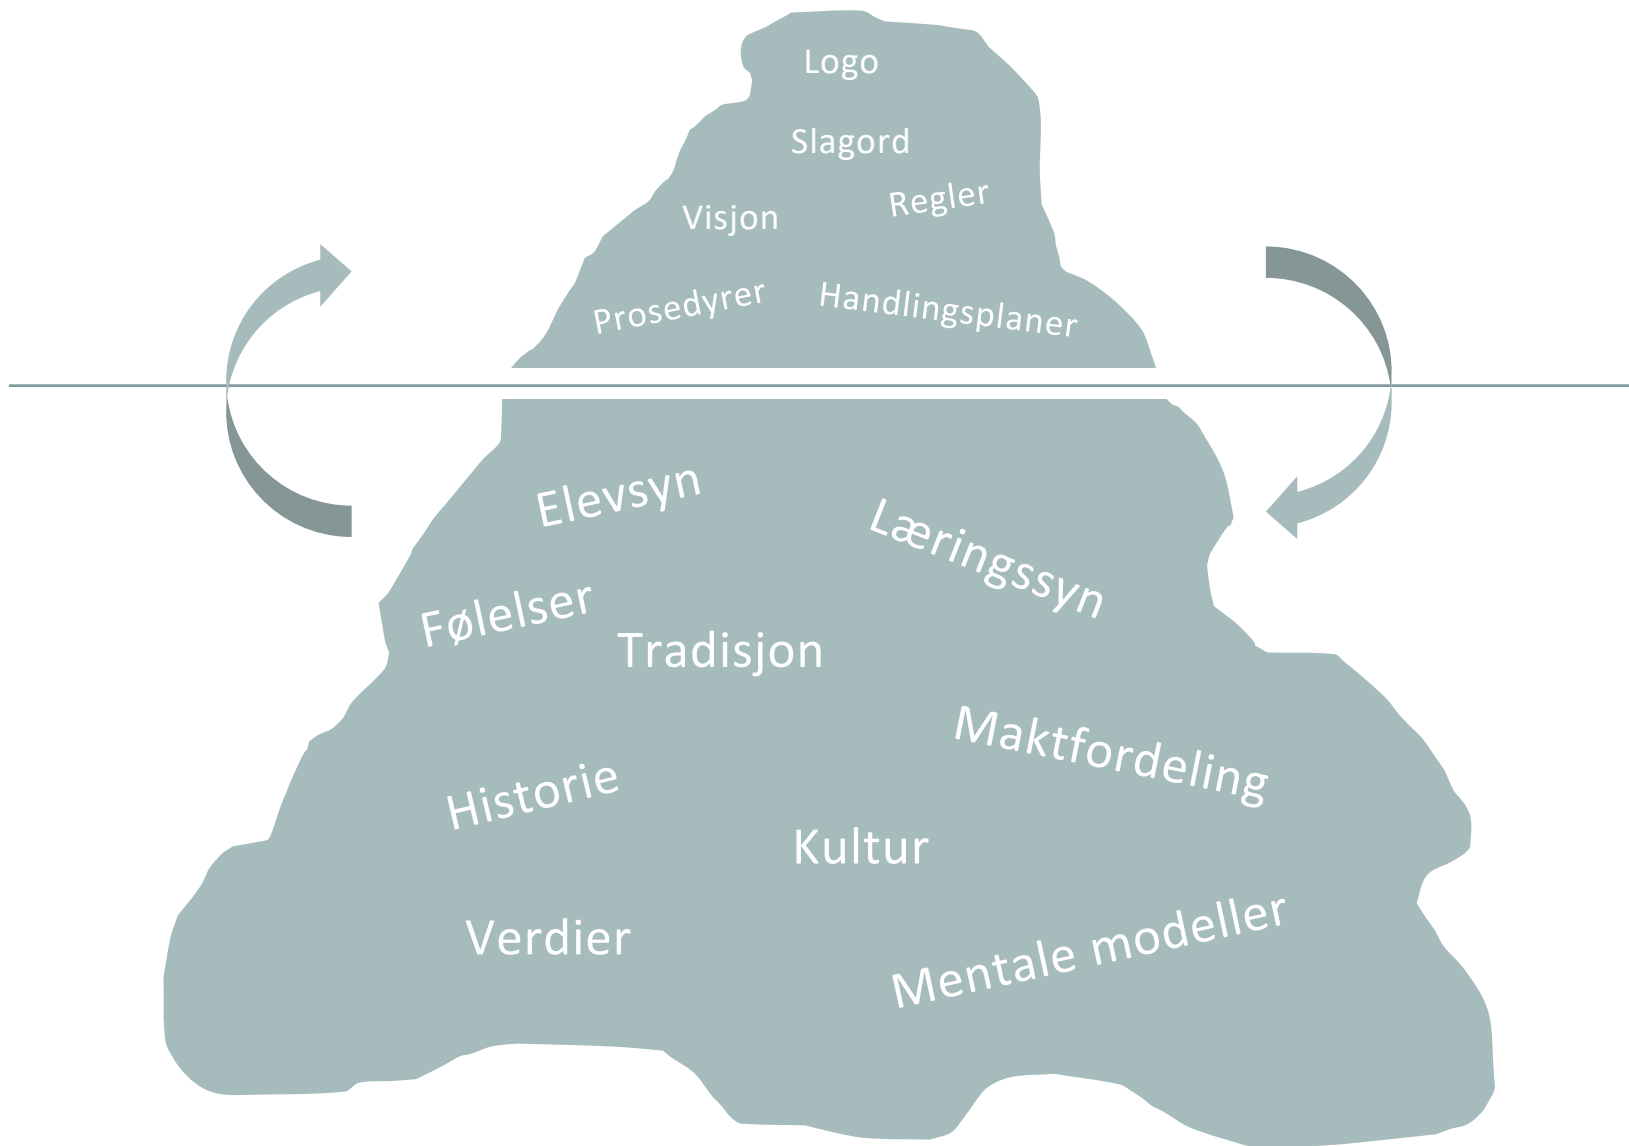 Logo
Slagord
Visjon
Regler
Prosedyrer
Handlingsplaner
Elevsyn
Læringssyn
Følelser
Tradisjon
Maktfordeling
Historie
Kultur
Verdier
Mentale modeller